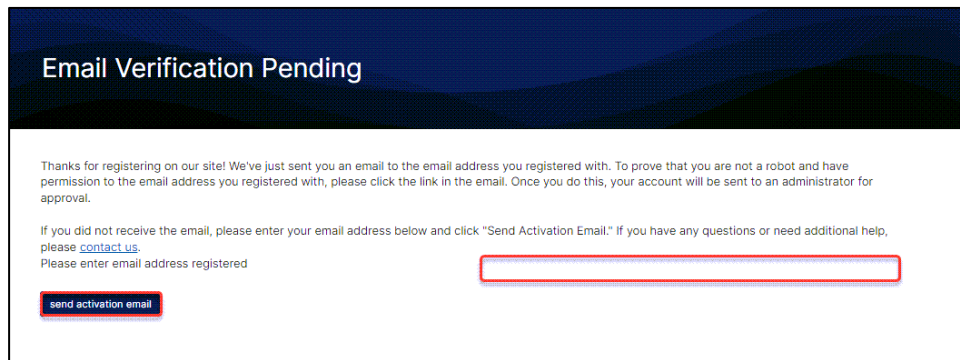 Email Verification Pending
Thanks for registering on our site! We've just sent you an email to the email address you registered with. To prove that you are not a robot and have
permission to the email address you registered with, please click the link in the email. Once you do this, your account will be sent to an administrator for
approval.
If you did not receive the email, please enter your email address below and click "Send Activation Email." If you have any questions or need additional help,
please contact us.
Please enter email address registered
send activation email